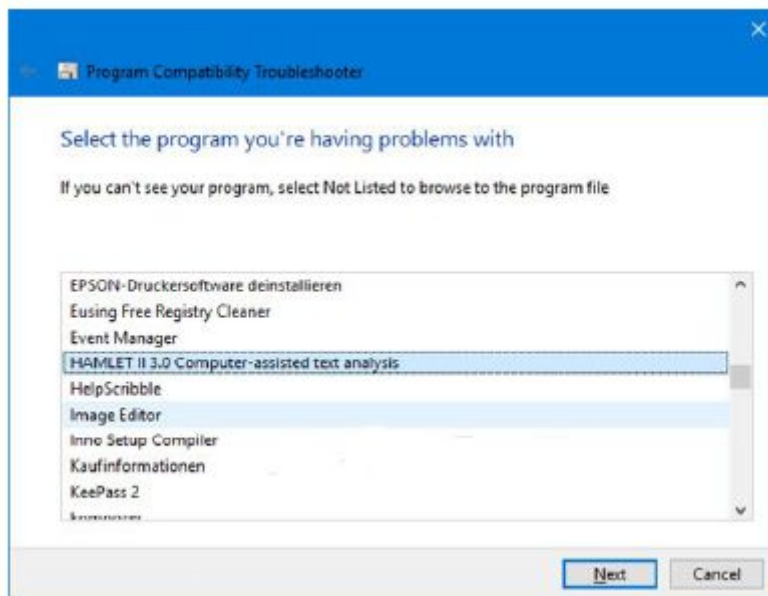 Program Compatibility Troubleshooter
Select the program you're having problems with
If you can't see your program, select Not Listed to browse to the program file
EPSON-Druckersoftware deinstallieren
Eusing Free Registry Cleaner
Event Manager
HAMLET II 3.0 Computer-assisted text analysis
HelpScribble
Image Editor
Inno Setup Compiler
Kaufinformationen
KeePass 2
Next
Cancel